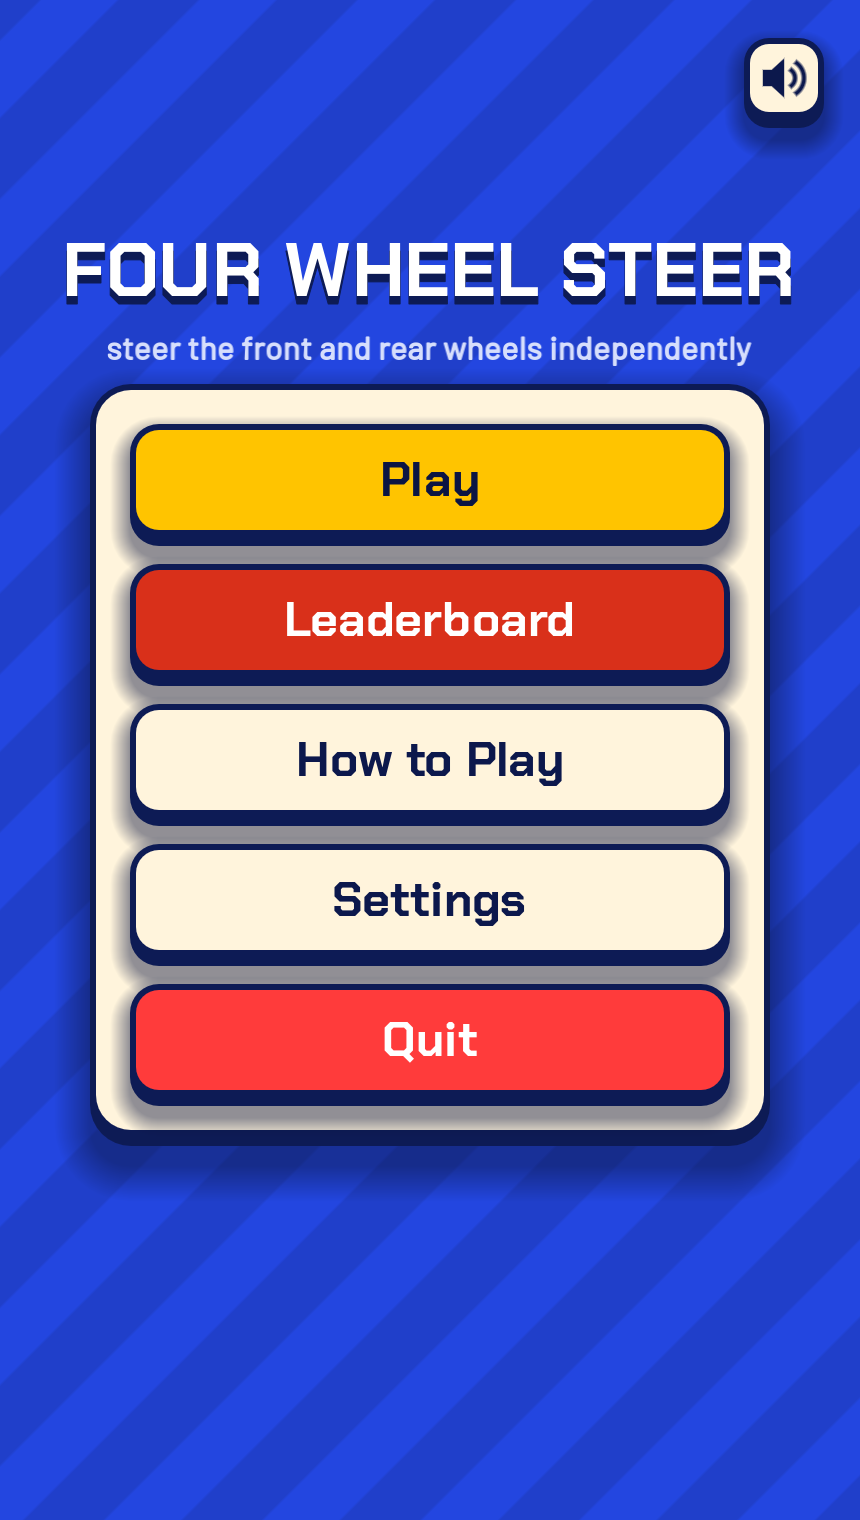 FOUR WHEEL STEER
steer the front and rear wheels independently
Play
Leaderboard
How to Play
Settings
Quit